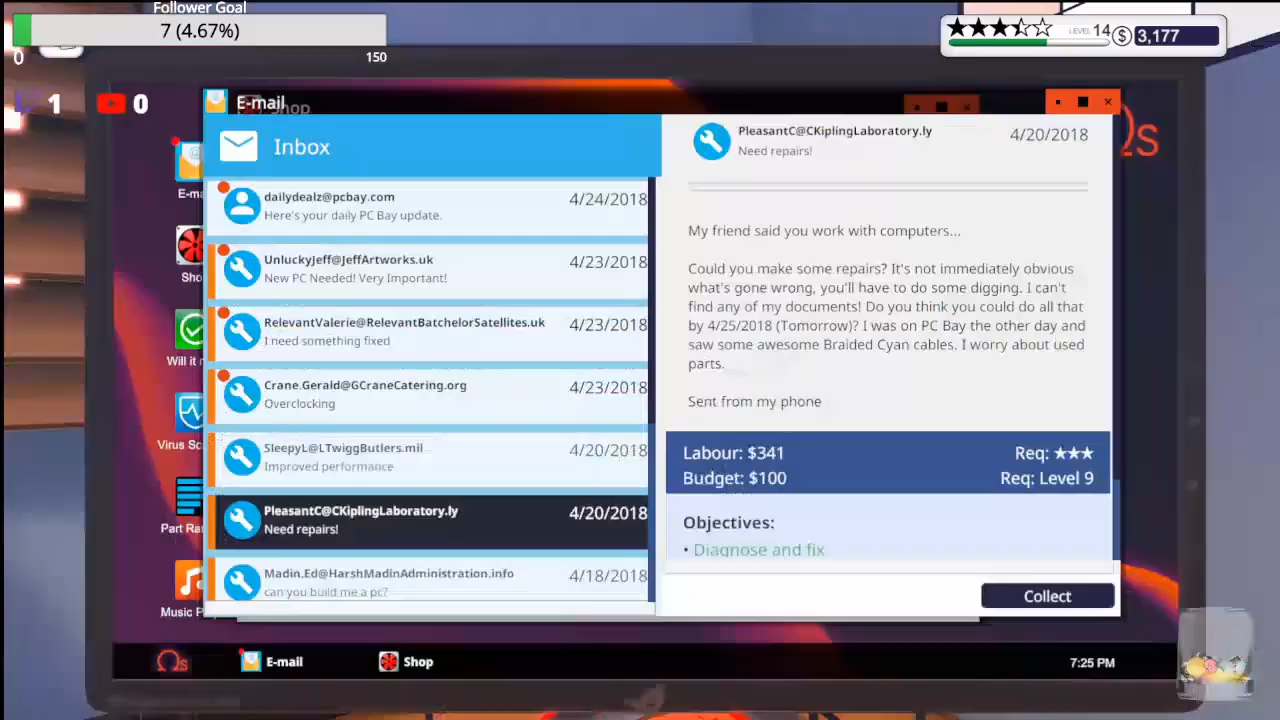 Follower Goal
7 (4.67%)
0
150
1
0
LEVEL 14
$ 3,177
E-mail
Shop
Inbox
dailydealz@pcbay.com
4/24/2018
Here's your daily PC Bay update.
UnluckyJeff@JeffArtworks.uk
4/23/2018
New PC Needed! Very Important!
RelevantValerie@RelevantBatchelorSatellites.uk
4/23/2018
I need something fixed
Crane.Gerald@GCraneCatering.org
4/23/2018
Overclocking
SleepyL@LTwiggButlers.mil
4/20/2018
Improved performance
PleasantC@CKiplingLaboratory.ly
4/20/2018
Need repairs!
Madin.Ed@HarshMadinAdministration.info
4/18/2018
can you build me a pc?
PleasantC@CKiplingLaboratory.ly
4/20/2018
Need repairs!
My friend said you work with computers...
Could you make some repairs? It's not immediately obvious
what's gone wrong, you'll have to do some digging. I can't
find any of my documents! Do you think you could do all that
by 4/25/2018 (Tomorrow)? I was on PC Bay the other day and
saw some awesome Braided Cyan cables. I worry about used
parts.
Sent from my phone
Labour: $341
Req: ★★★
Budget: $100
Req: Level 9
Objectives:
• Diagnose and fix
Collect
E-ma
Sho
Will it r
Virus Sc
Part Ran
Music P
Ωs
Ωs
E-mail
Shop
7:25 PM